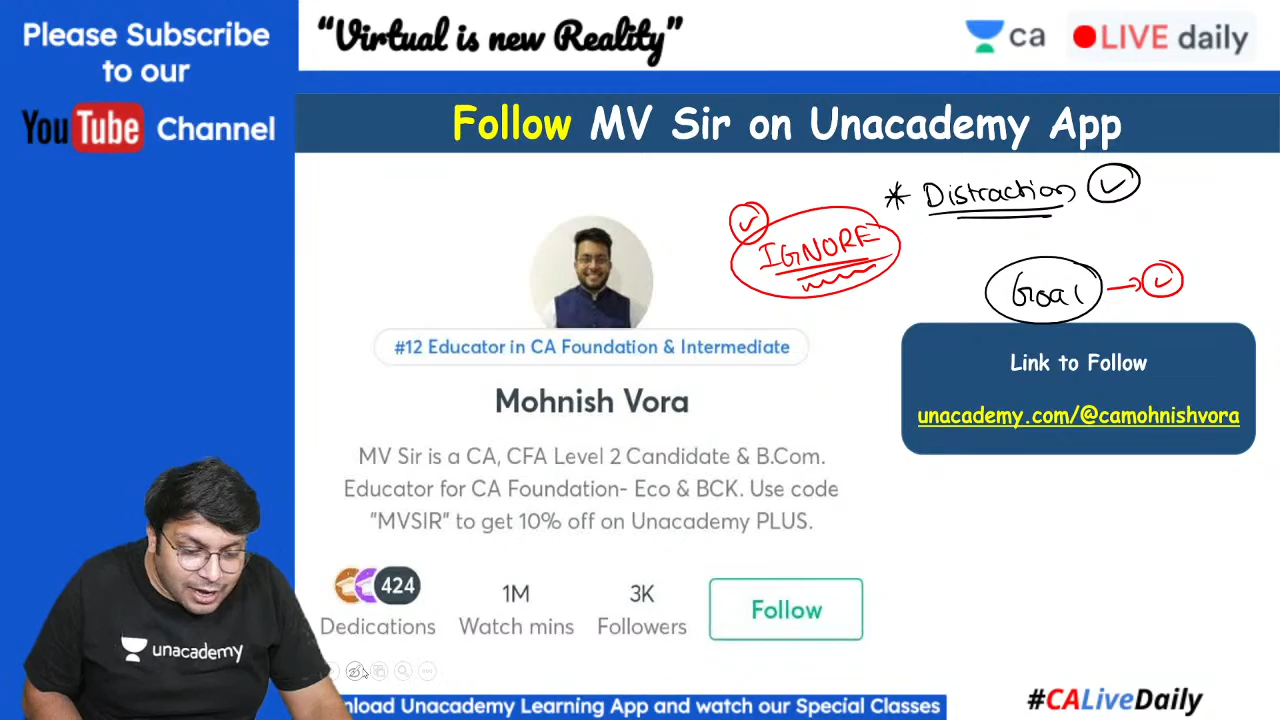 Please Subscribe
to our
YouTube Channel
"Virtual is new Reality"
ca
LIVE daily
Follow MV Sir on Unacademy App
* Distraction
IGNORE
Goal
#12 Educator in CA Foundation & Intermediate
Mohnish Vora
MV Sir is a CA, CFA Level 2 Candidate & B.Com.
Educator for CA Foundation- Eco & BCK. Use code
"MVSIR" to get 10% off on Unacademy PLUS.
Link to Follow
unacademy.com/@camohnishvora
424
Dedications
1M
Watch mins
3K
Followers
Follow
unacademy
nload Unacademy Learning App and watch our Special Classes
#CALiveDaily